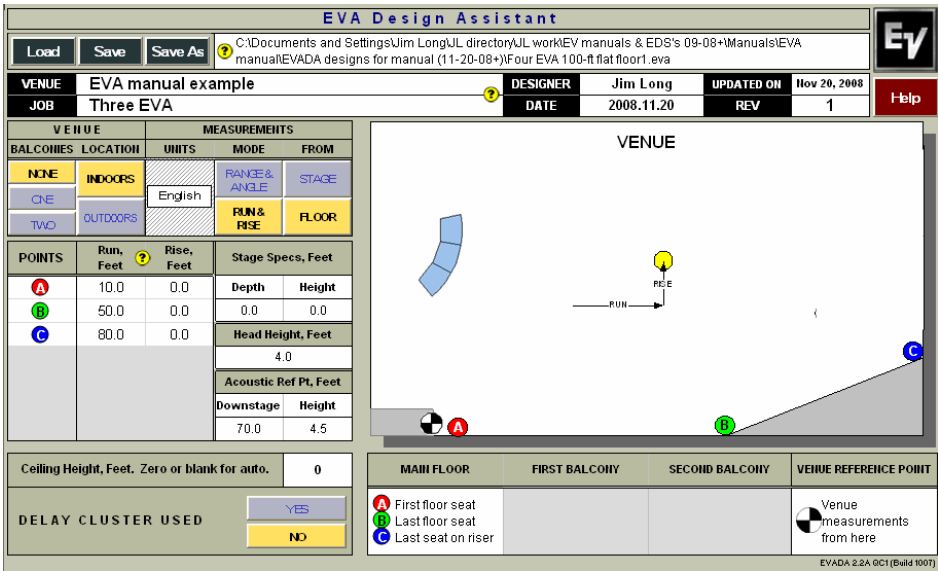 EVA Design Assistant
Load
Save
Save As
?
C:\Documents and Settings\Jim Long\JL directory\JL work\EV manuals & EDS's 09-08+\Manuals\EVA
manual\EVADA designs for manual (11-20-08+)\Four EVA 100-ft flat floor1.eva
EV
VENUE
EVA manual example
?
DESIGNER
Jim Long
UPDATED ON
Nov 20, 2008
JOB
Three EVA
DATE
2008.11.20
REV
1
Help
VENUE
MEASUREMENTS
BALCONIES
LOCATION
UNITS
MODE
FROM
NONE
ONE
TWO
INDOORS
OUTDOORS
English
RANGE &
ANGLE
RUN &
RISE
STAGE
FLOOR
POINTS
Run,
Feet
?
Rise,
Feet
Stage Specs, Feet
A
10.0
0.0
Depth
Height
B
50.0
0.0
0.0
0.0
C
80.0
0.0
Head Height, Feet
4.0
Acoustic Ref Pt, Feet
Downstage
Height
70.0
4.5
VENUE
RISE
RUN
C
A
B
Ceiling Height, Feet. Zero or blank for auto.
0
DELAY CLUSTER USED
YES
NO
MAIN FLOOR
FIRST BALCONY
SECOND BALCONY
VENUE REFERENCE POINT
A First floor seat
B Last floor seat
C Last seat on riser
Venue
measurements
from here
EVADA 2.2A QC1 (Build 1007)